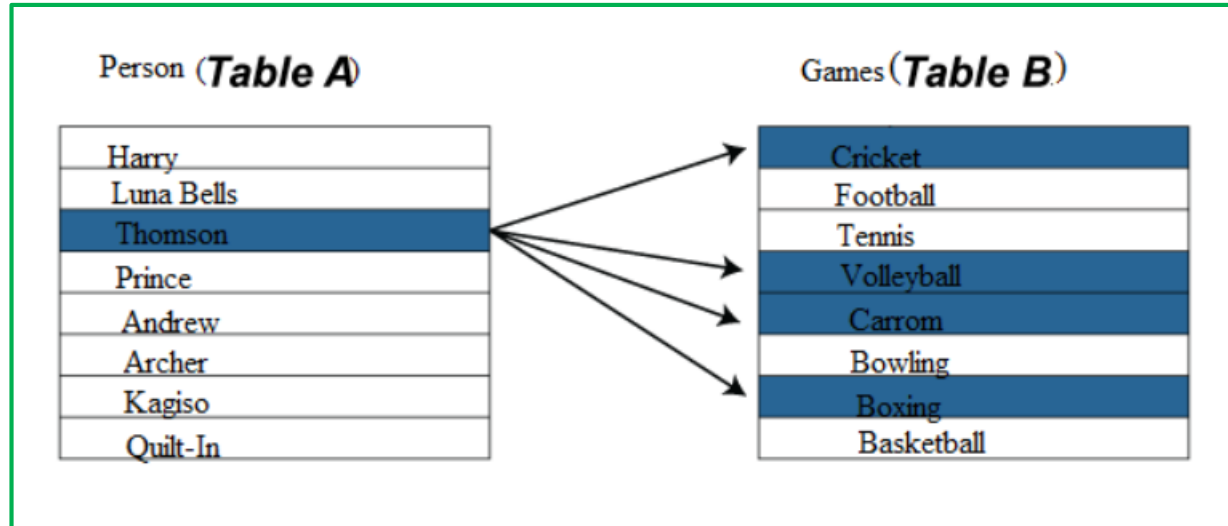 Person (Table A)
Harry
Luna Bells
Thomson
Prince
Andrew
Archer
Kagiso
Quilt-In
Games (Table B)
Cricket
Football
Tennis
Volleyball
Carrom
Bowling
Boxing
Basketball